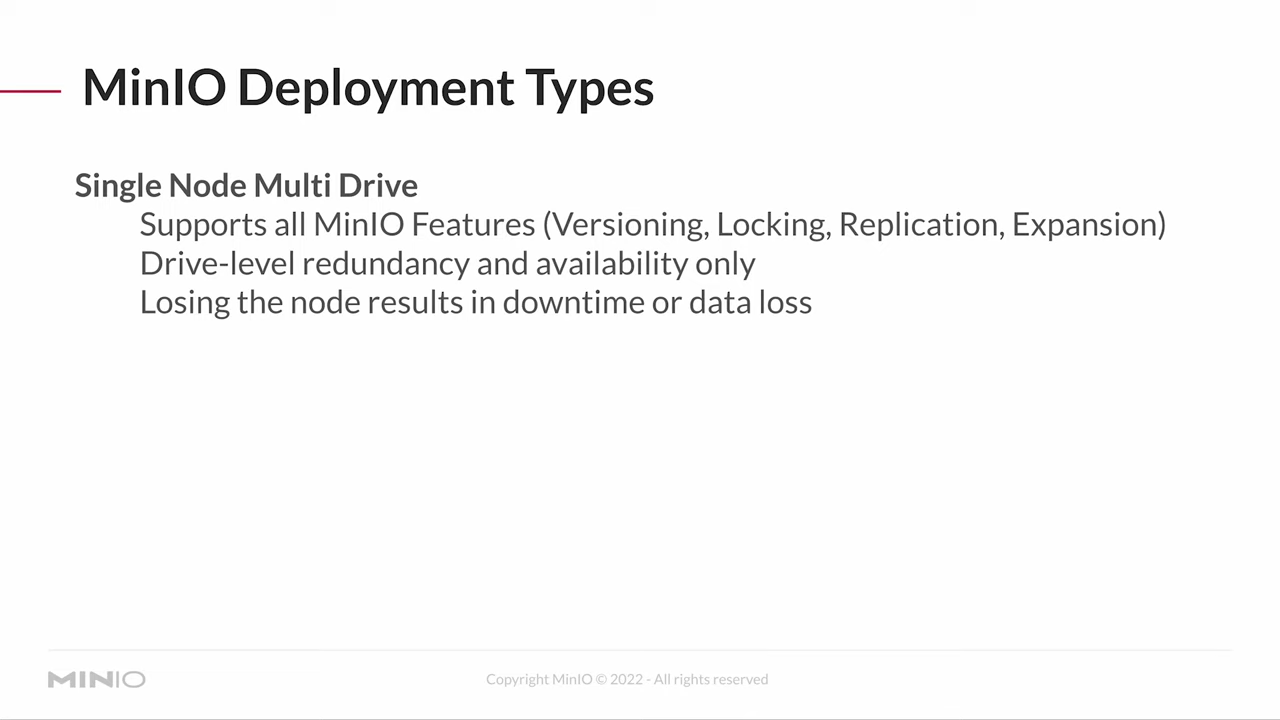 MinIO Deployment Types
Single Node Multi Drive
Supports all MinIO Features (Versioning, Locking, Replication, Expansion)
Drive-level redundancy and availability only
Losing the node results in downtime or data loss
MINIO
Copyright MinIO © 2022 - All rights reserved